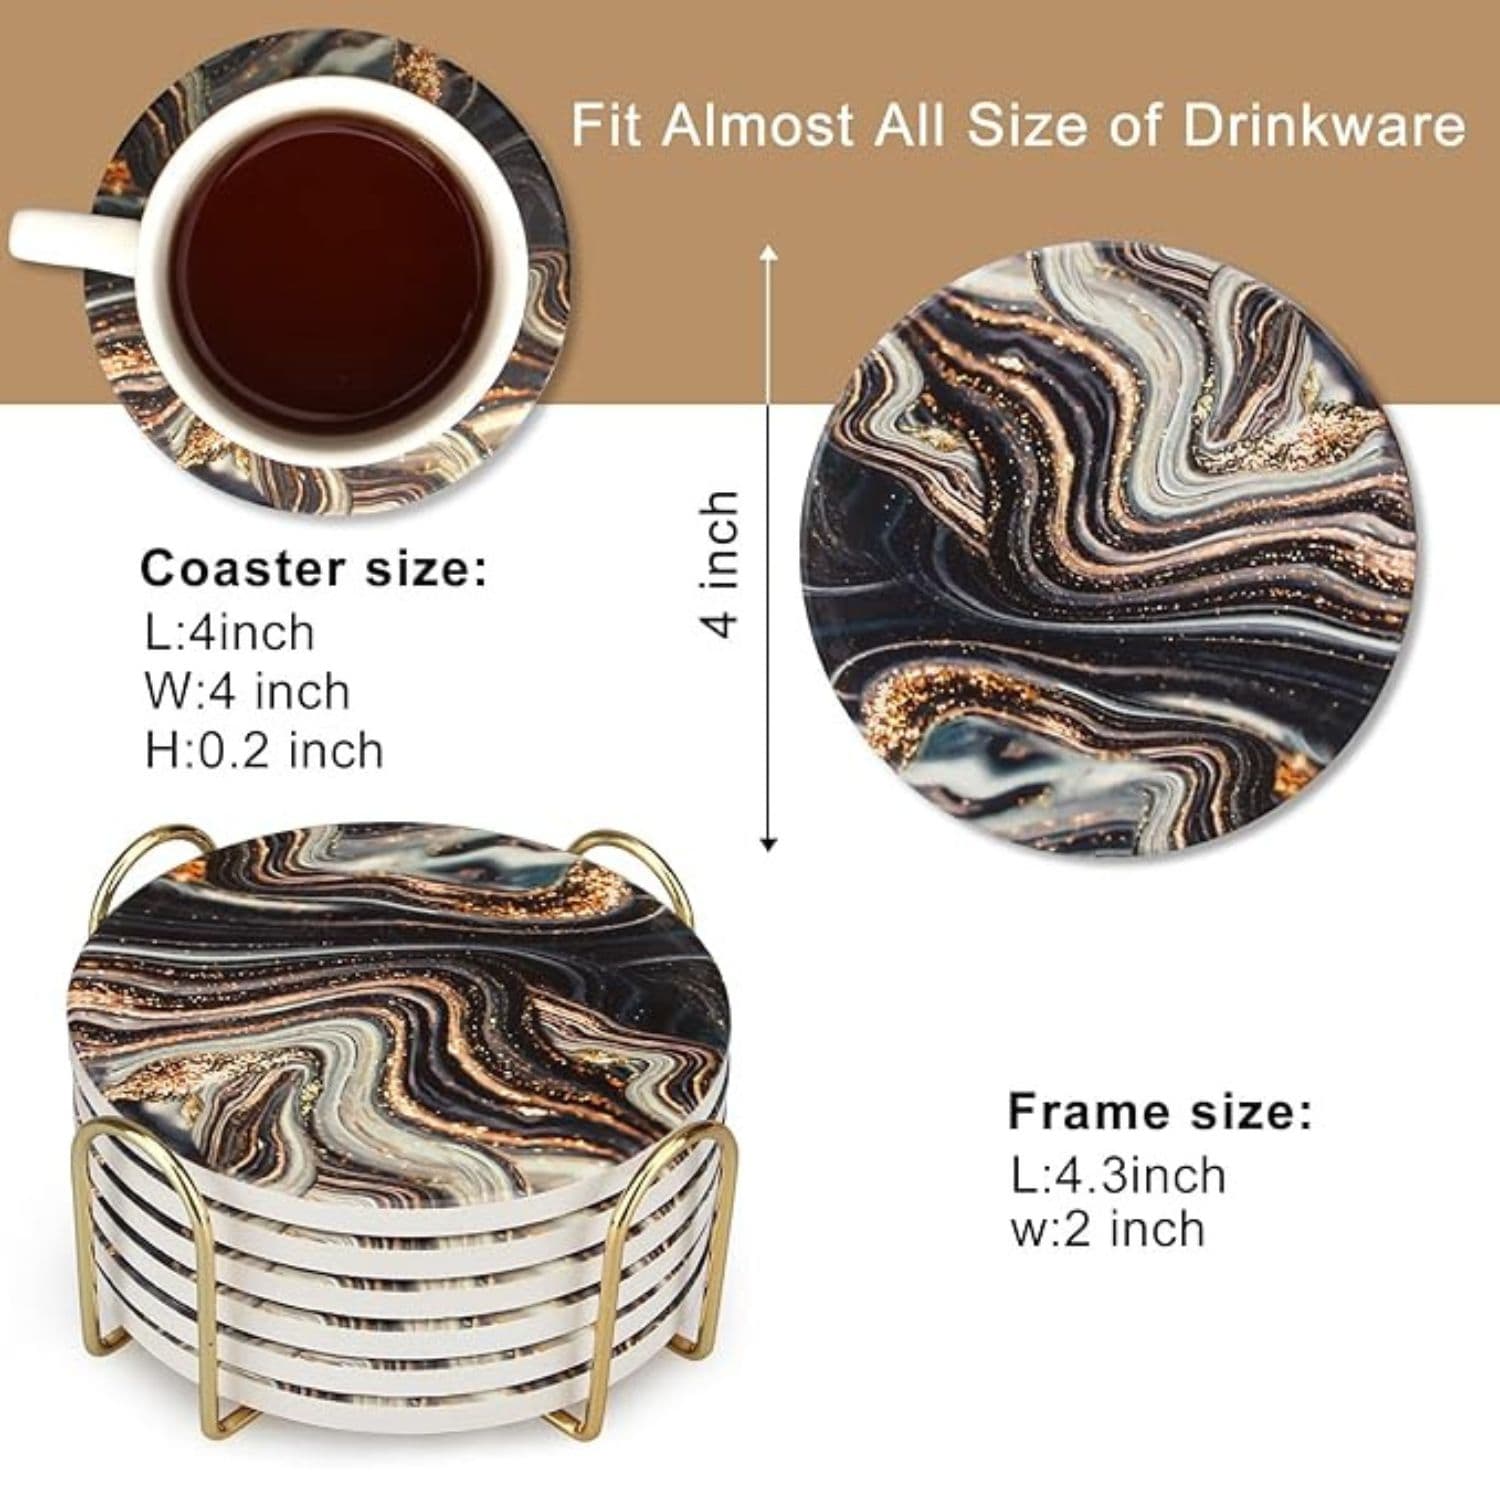 Fit Almost All Size of Drinkware
4 inch
Coaster size:
L:4inch
W:4 inch
H:0.2 inch
Frame size:
L:4.3inch
w:2 inch